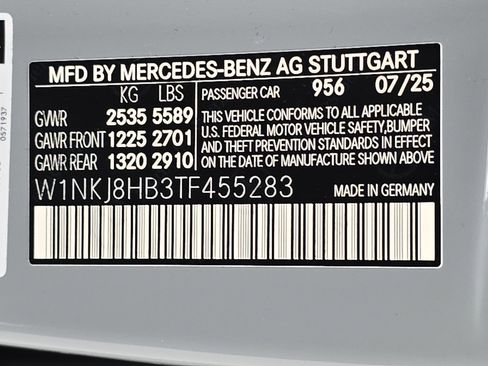 MFD BY MERCEDES-BENZ AG STUTTGART
KG LBS PASSENGER CAR 956 07/25
GVWR 2535 5589
GAWR FRONT 1225 2701
GAWR REAR 1320 2910
THIS VEHICLE CONFORMS TO ALL APPLICABLE
U.S. FEDERAL MOTOR VEHICLE SAFETY, BUMPER
AND THEFT PREVENTION STANDARDS IN EFFECT
ON THE DATE OF MANUFACTURE SHOWN ABOVE.
W1NKJ8HB3TF455283 MADE IN GERMANY
0571937